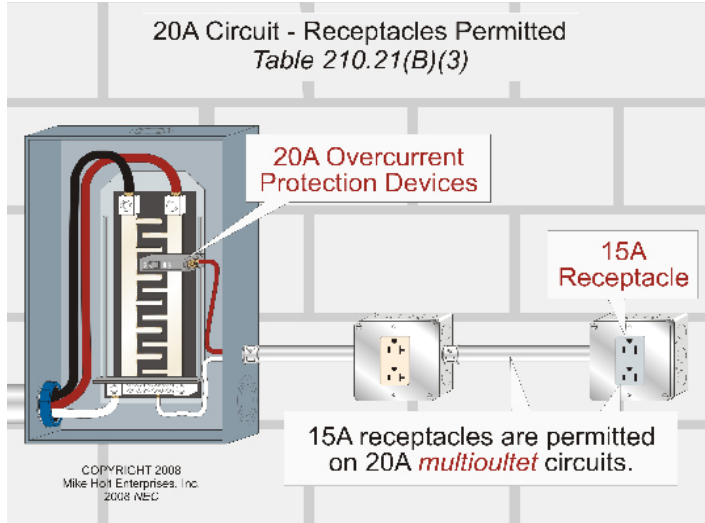 20A Circuit - Receptacles Permitted
Table 210.21(B)(3)
20A Overcurrent
Protection Devices
15A
Receptacle
15A receptacles are permitted
on 20A multioultet circuits.
COPYRIGHT 2008
Mike Holt Enterprises, Inc.
2008 NEC